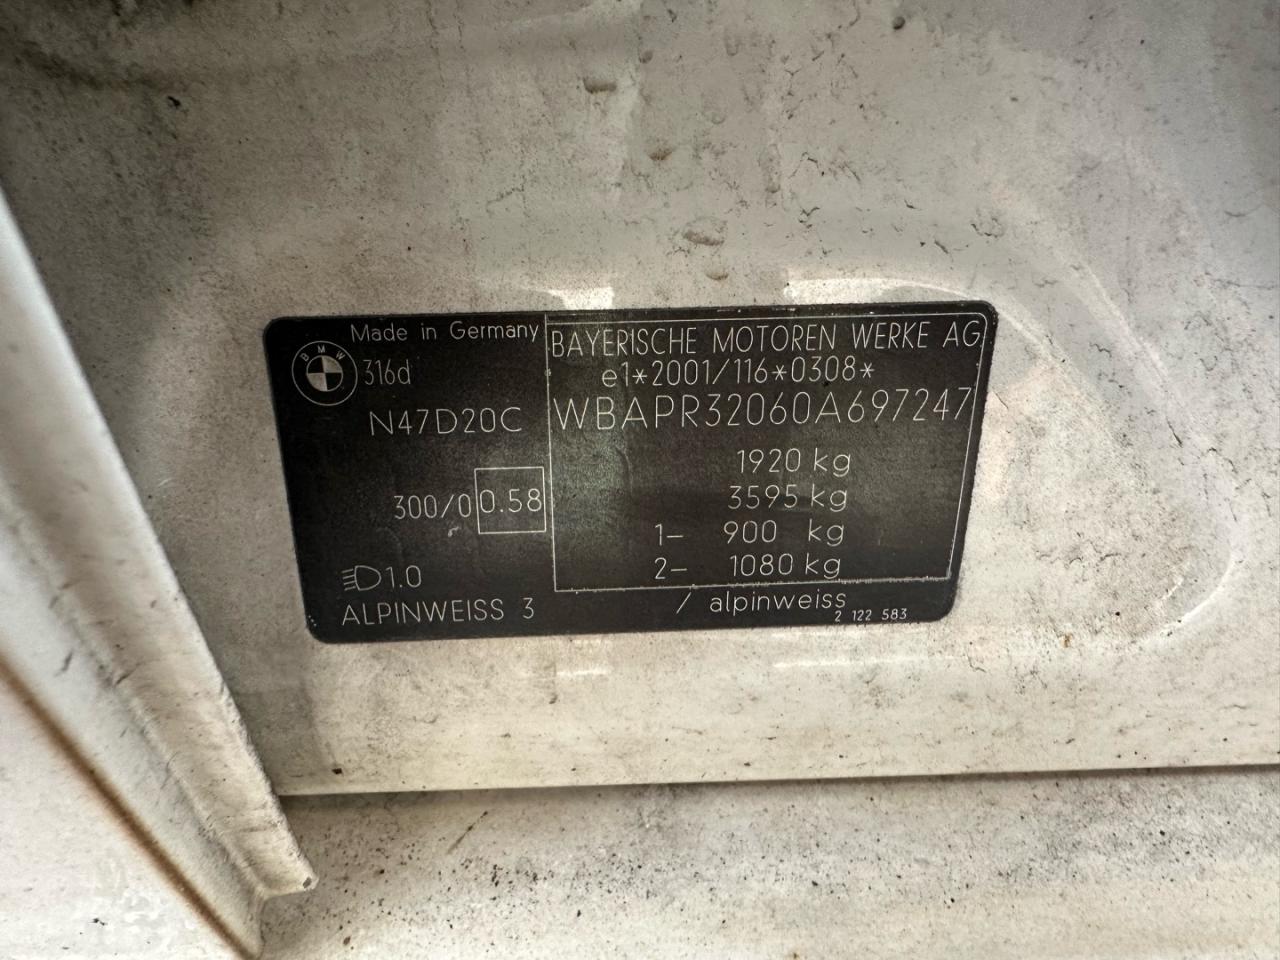 Made in Germany
BMW
316d
N47D20C
300/0 0.58
1.0
ALPINWEISS 3
BAYERISCHE MOTOREN WERKE AG
e1*2001/116*0308*
WBAPR32060A697247
1920 kg
3595 kg
1- 900 kg
2- 1080 kg
/ alpinweiss
2 122 583